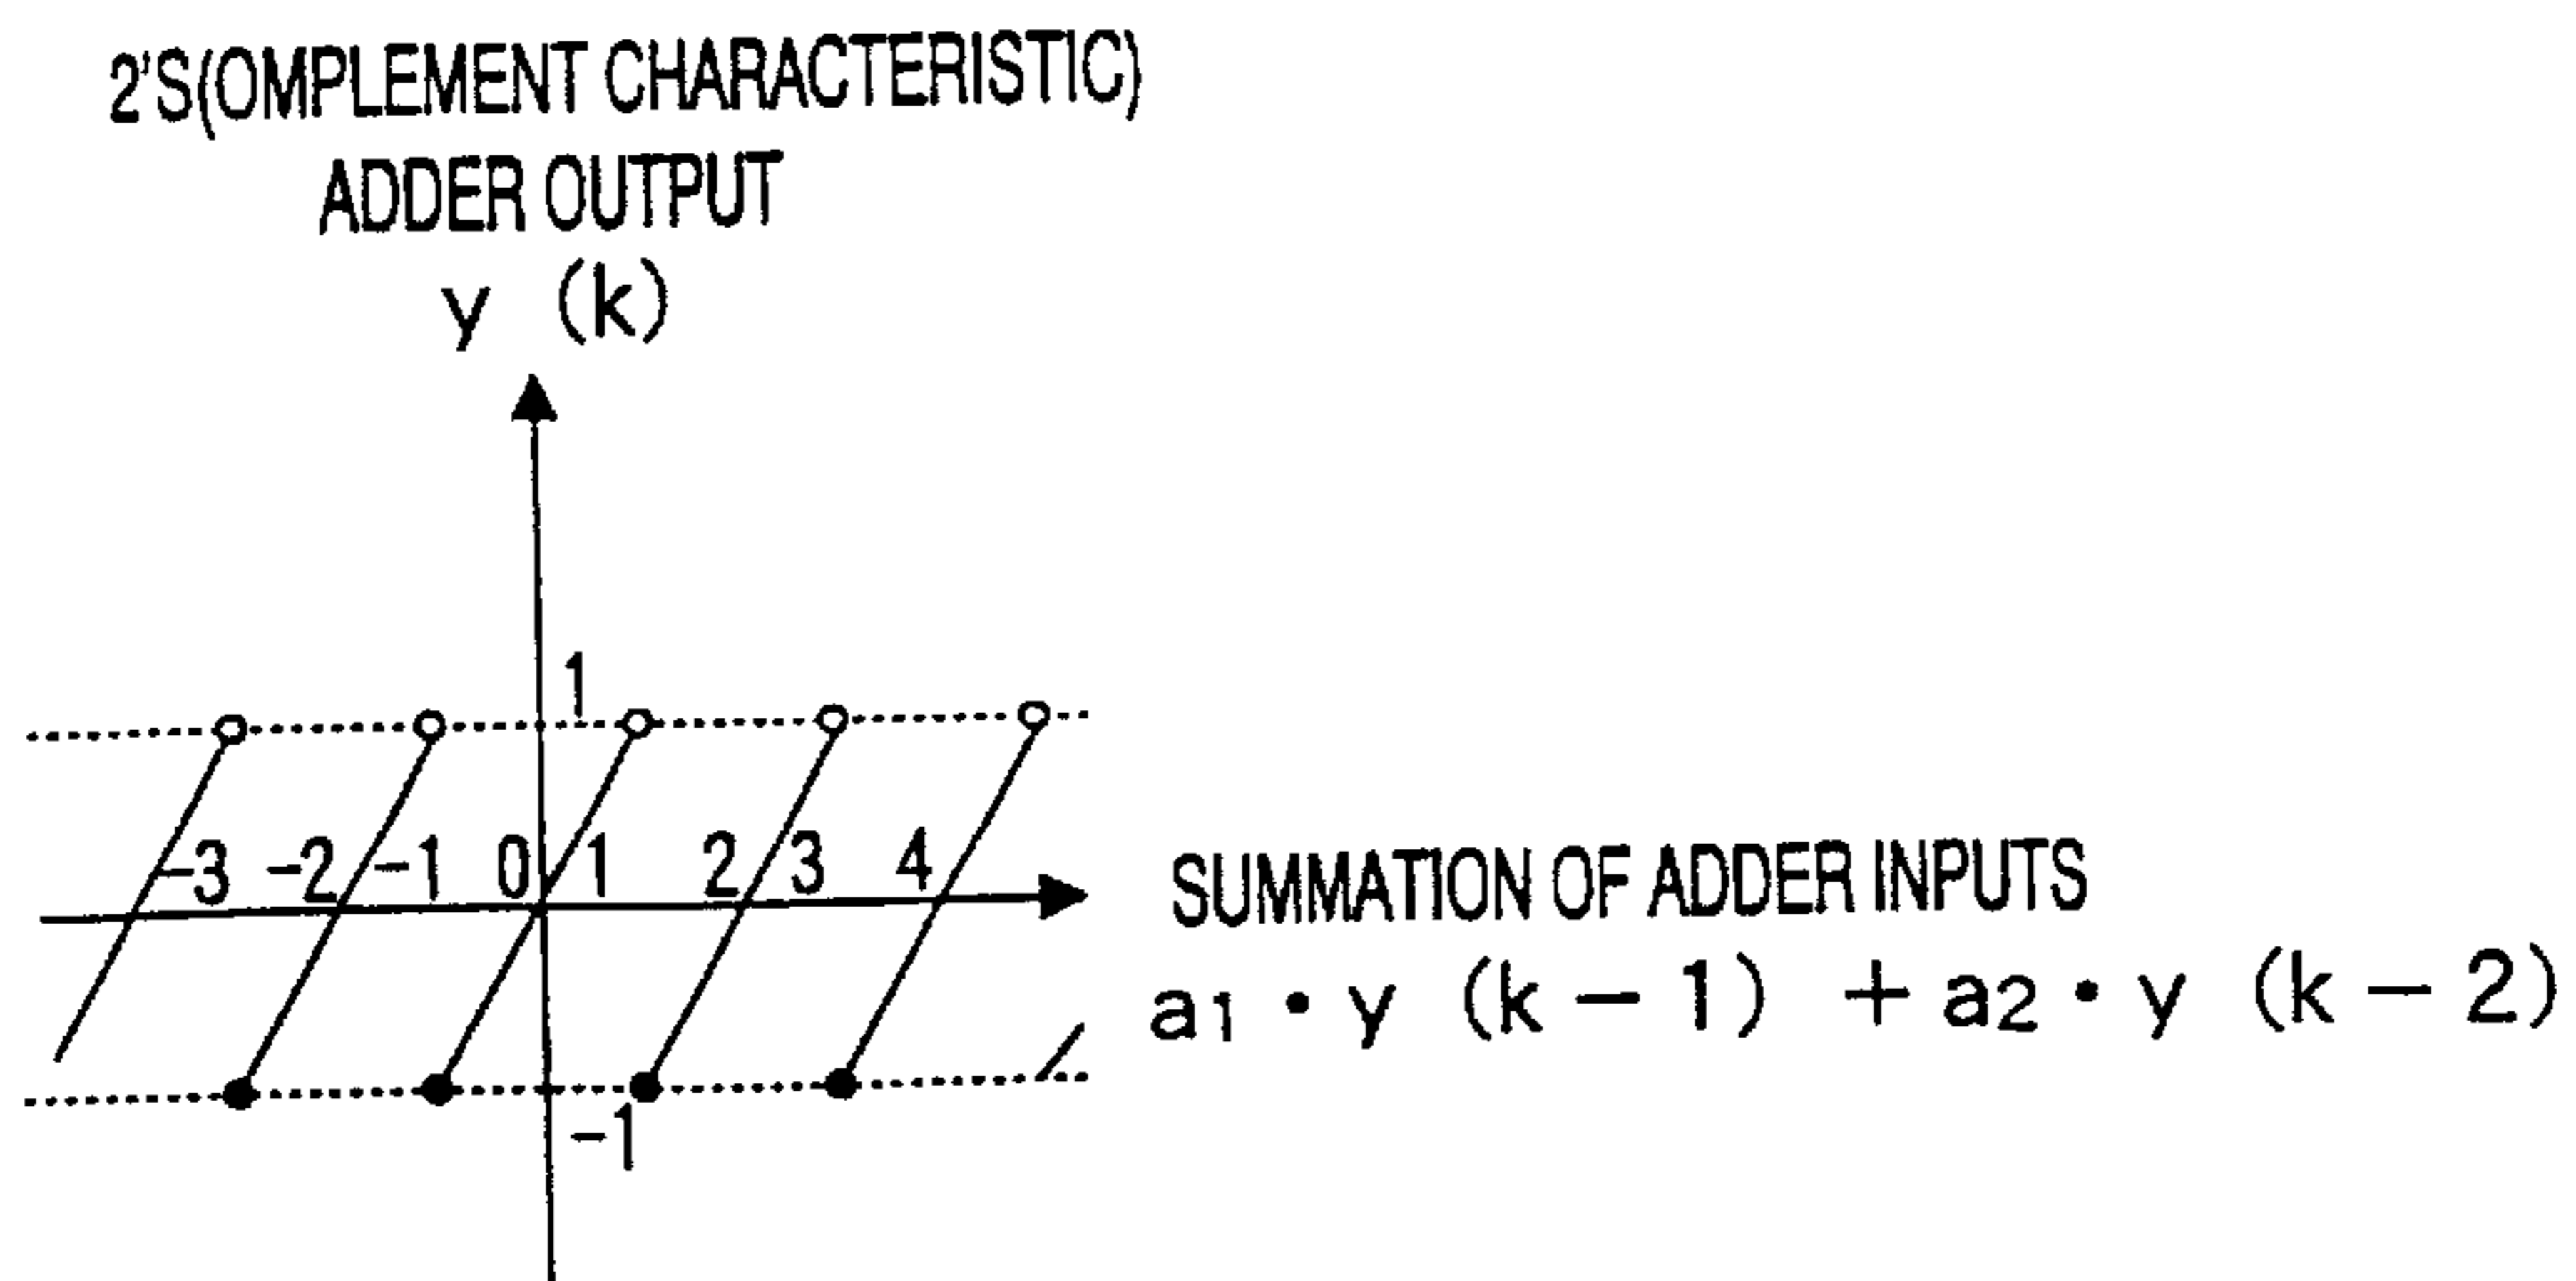 2'S(OMPLEMENT CHARACTERISTIC)
ADDER OUTPUT
y (k)
1
-3 -2 -1 0 1 2 3 4
SUMMATION OF ADDER INPUTS
a1・y (k－1) ＋a2・y (k－2)
-1